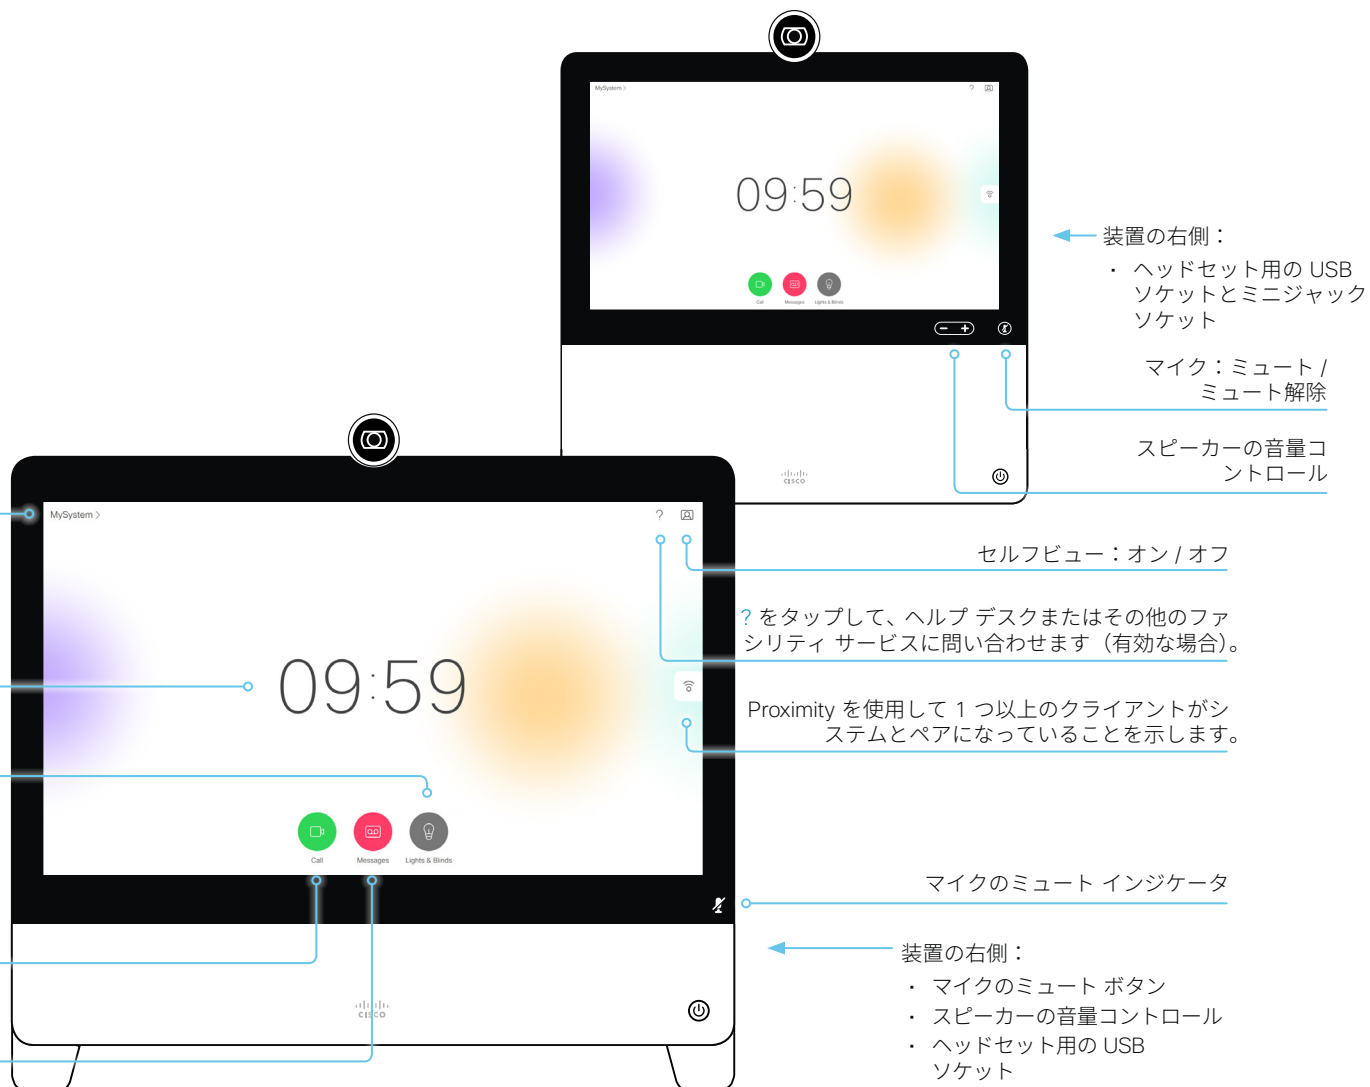 MySystem >
?
09:59
Call
Messages
Lights & Blinds
装置の右側：
・ ヘッドセット用の USB
ソケットとミニジャック
ソケット
マイク：ミュート /
ミュート解除
スピーカーの音量コ
ントロール
cisco
MySystem >
?
セルフビュー：オン / オフ
? をタップして、ヘルプ デスクまたはその他のファ
シリティ サービスに問い合わせます（有効な場合）。
09:59
Proximity を使用して 1 つ以上のクライアントがシ
ステムとペアになっていることを示します。
Call
Messages
Lights & Blinds
マイクのミュート インジケータ
装置の右側：
・ マイクのミュート ボタン
・ スピーカーの音量コントロール
・ ヘッドセット用の USB
ソケット
cisco